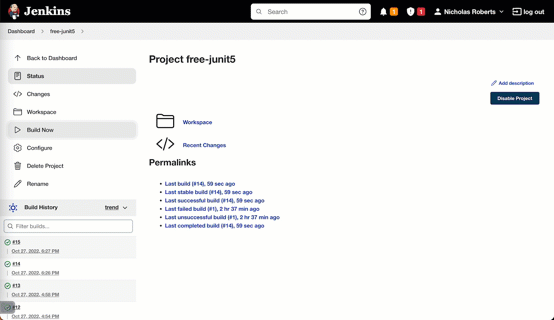 Jenkins
Search
1
1
Nicholas Roberts
log out
Dashboard
free-junit5
Back to Dashboard
Status
Changes
Workspace
Build Now
Configure
Delete Project
Rename
Build History
trend
Filter builds...
#15
Oct 27, 2022, 6:27 PM
#14
Oct 27, 2022, 6:26 PM
#13
Oct 27, 2022, 4:58 PM
#12
Oct 27, 2022, 4:54 PM
Project free-junit5
Add description
Disable Project
Workspace
Recent Changes
Permalinks
Last build (#14), 59 sec ago
Last stable build (#14), 59 sec ago
Last successful build (#14), 59 sec ago
Last failed build (#1), 2 hr 37 min ago
Last unsuccessful build (#1), 2 hr 37 min ago
Last completed build (#14), 59 sec ago